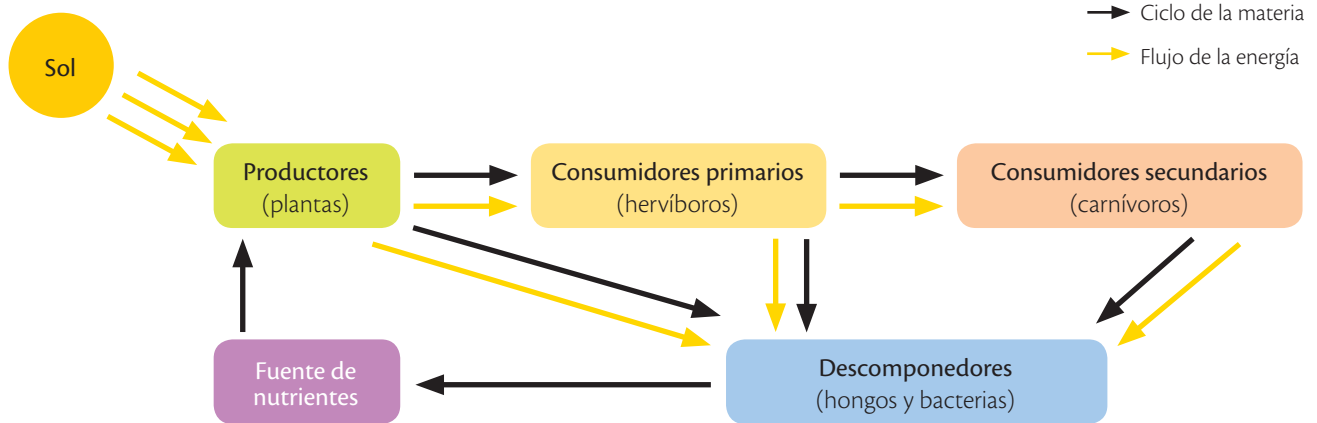 Ciclo de la materia
Flujo de la energía
Sol
Productores
(plantas)
Consumidores primarios
(hervíboros)
Consumidores secundarios
(carnívoros)
Fuente de
nutrientes
Descomponedores
(hongos y bacterias)